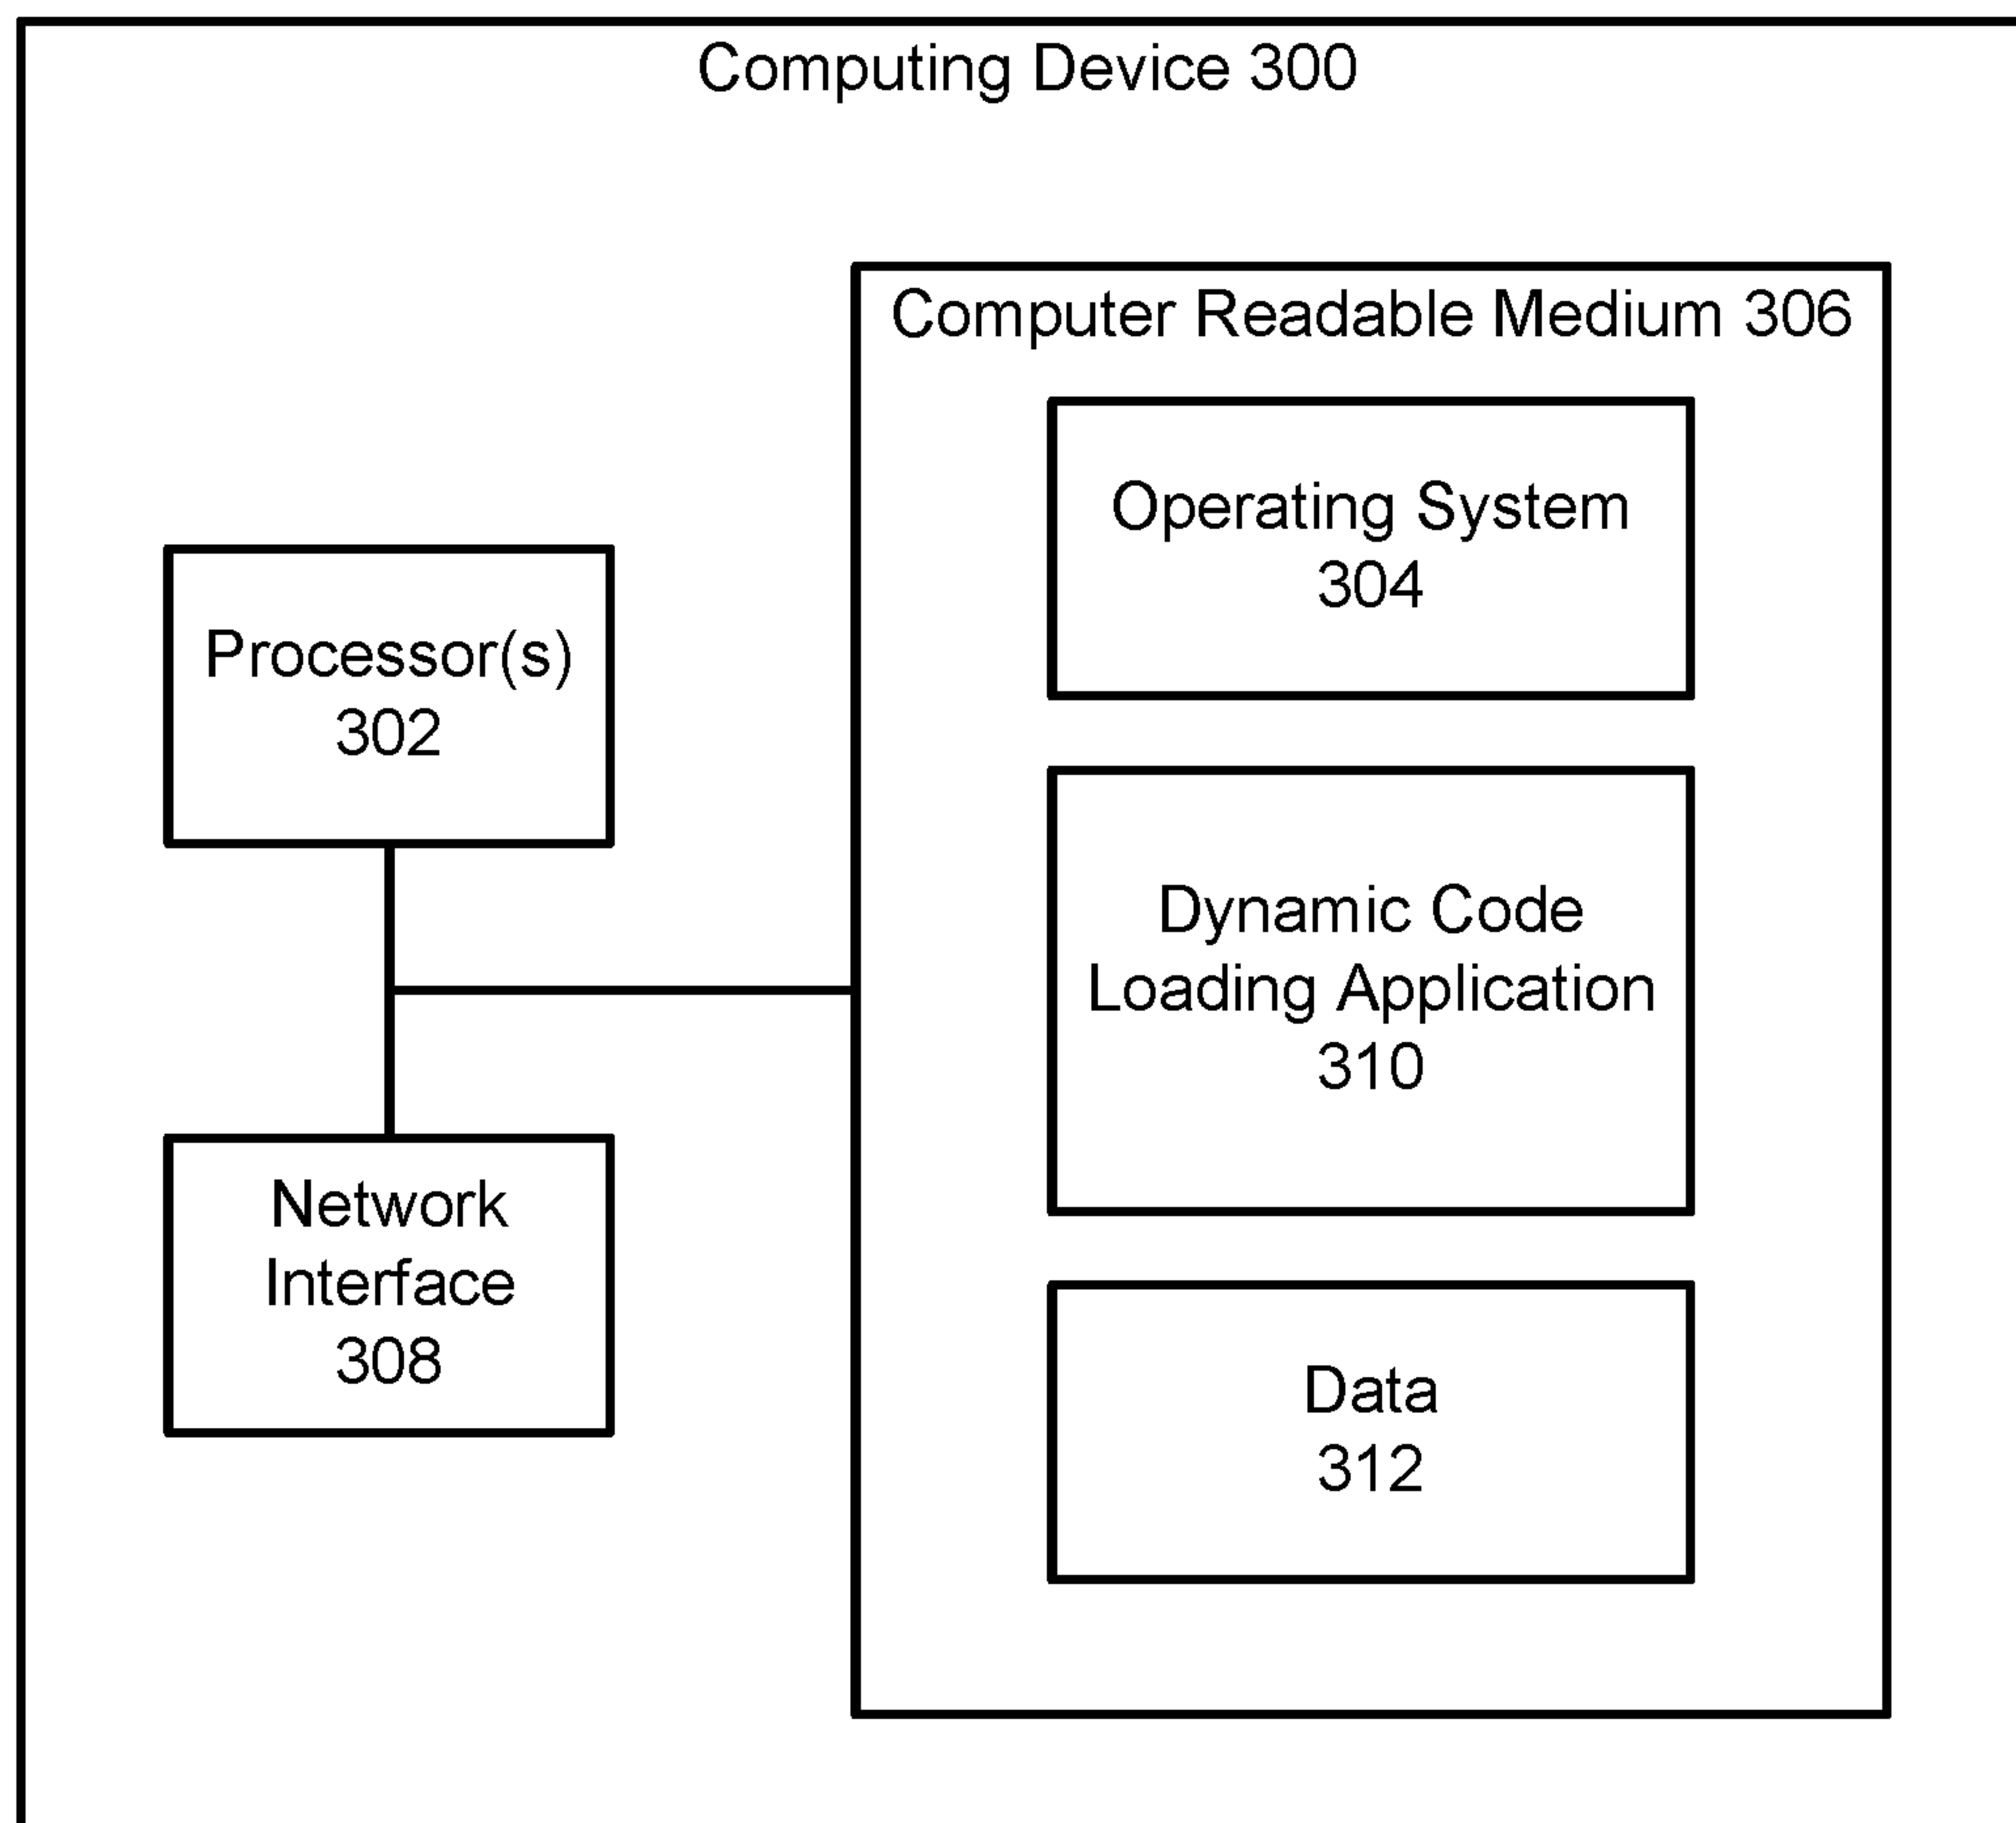 Computing Device 300
Computer Readable Medium 306
Operating System
304
Processor(s)
302
Dynamic Code
Loading Application
310
Network
Interface
308
Data
312